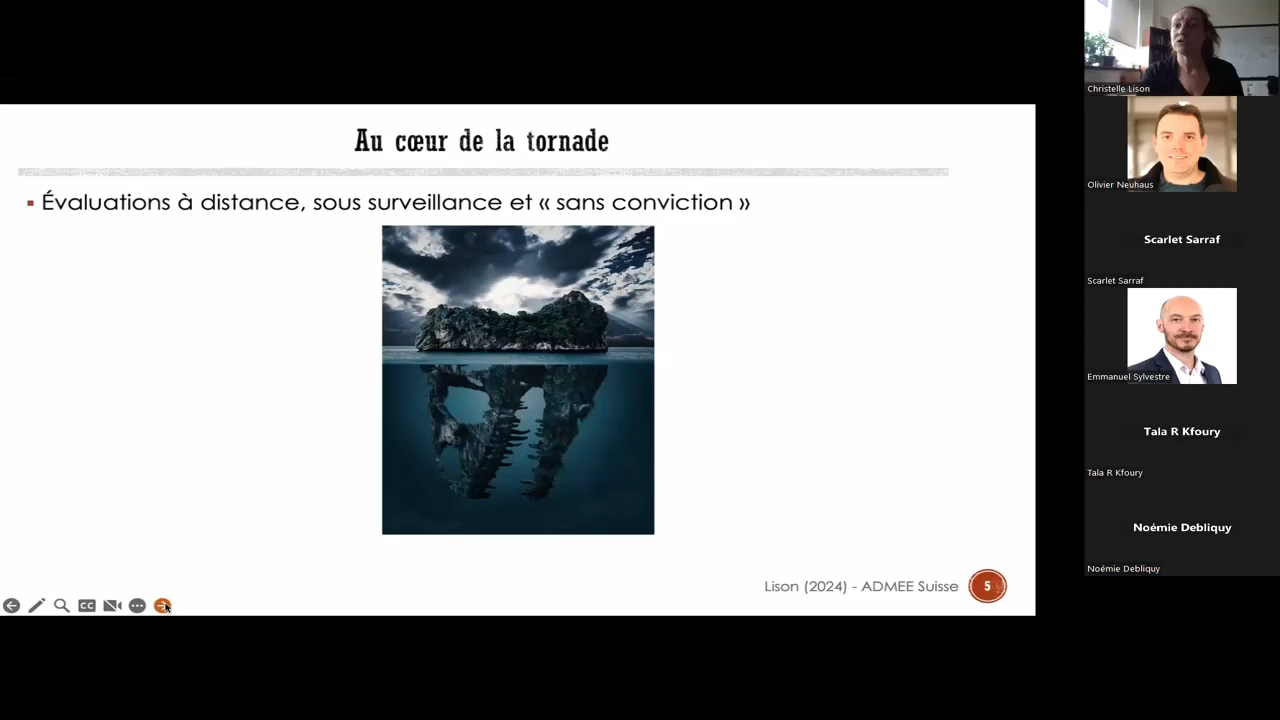 Au cœur de la tornade
▪ Évaluations à distance, sous surveillance et « sans conviction »
Lison (2024) - ADMEE Suisse
5
CC
Christelle Lison
Olivier Neuhaus
Scarlet Sarraf
Scarlet Sarraf
Emmanuel Sylvestre
Tala R Kfoury
Tala R Kfoury
Noémie Debliquy
Noémie Debliquy